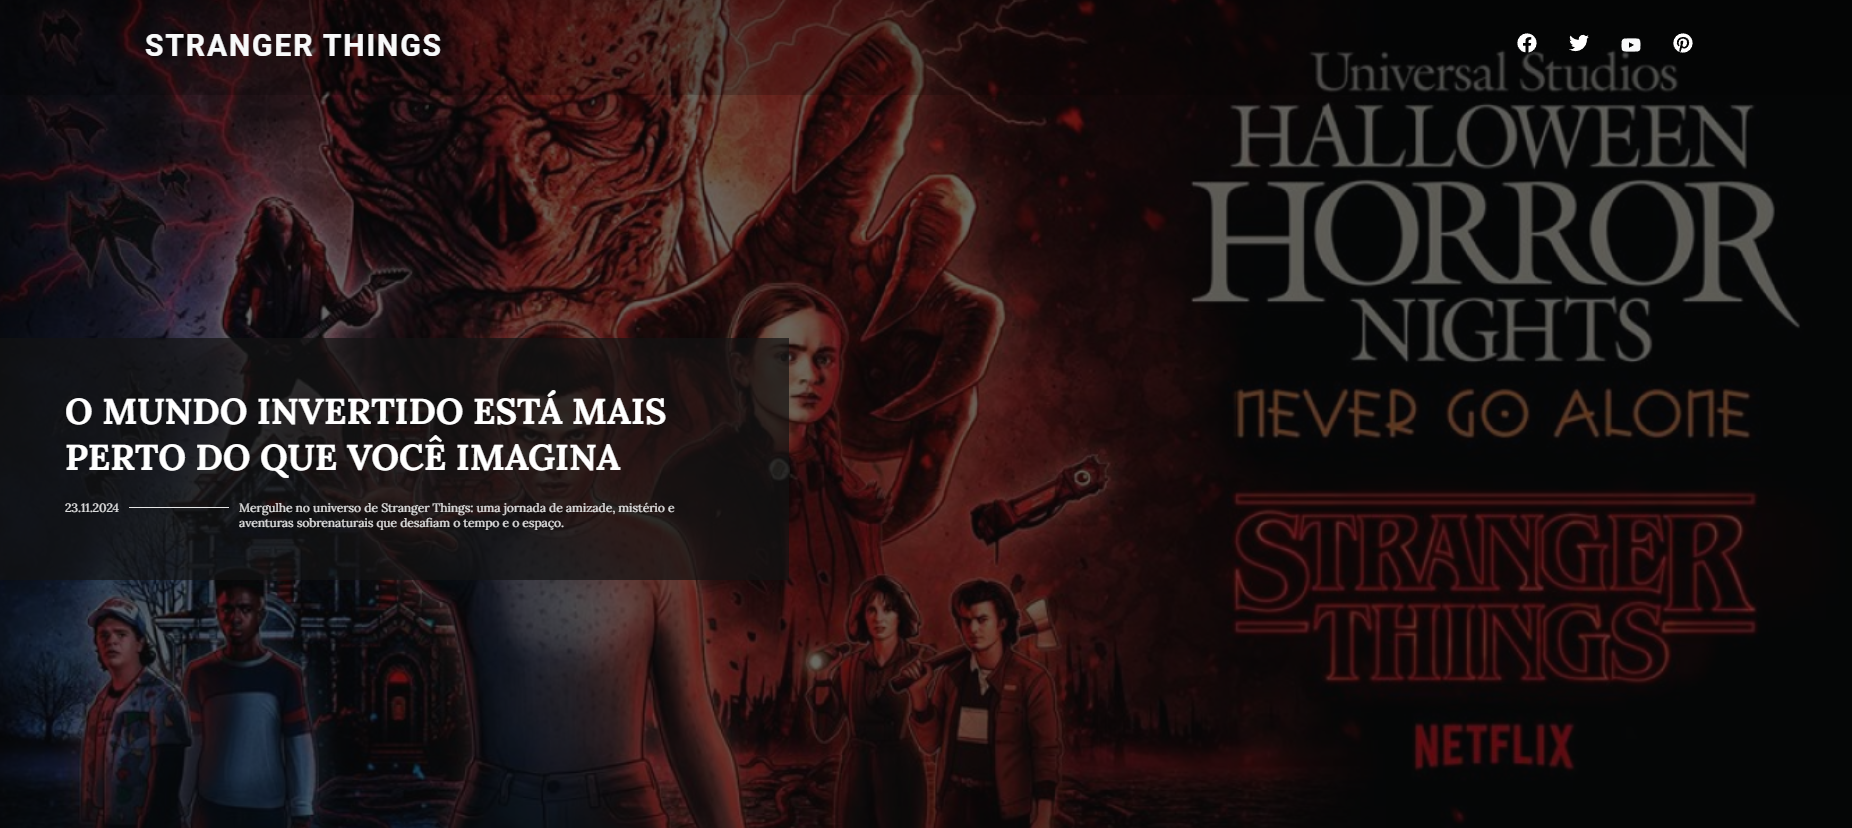 STRANGER THINGS
Universal Studios
HALLOWEEN
HORROR
NIGHTS
NEVER GO ALONE
STRANGER
THINGS
NETFLIX
O MUNDO INVERTIDO ESTÁ MAIS
PERTO DO QUE VOCÊ IMAGINA
23.11.2024
Mergulhe no universo de Stranger Things: uma jornada de amizade, mistério e
aventuras sobrenaturais que desafiam o tempo e o espaço.